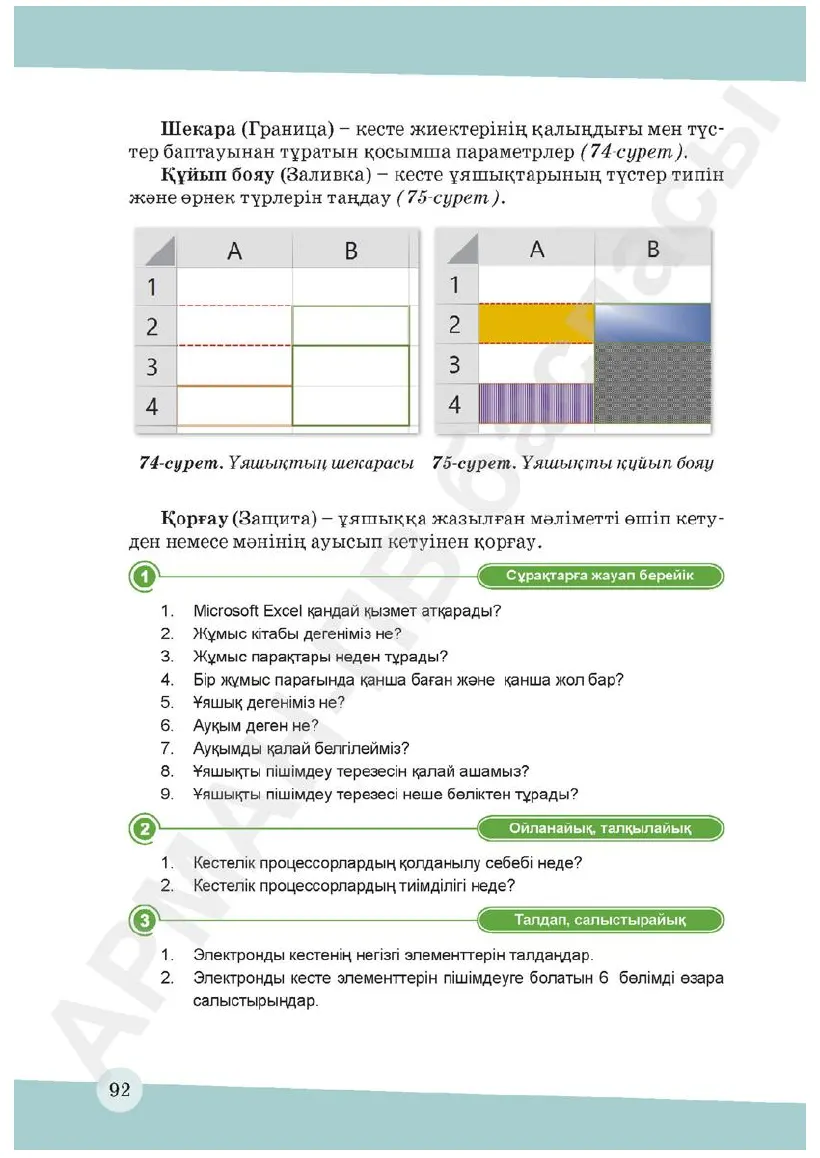 Шекара (Граница) – кесте жиектерінің қалыңдығы мен түс-
тер баптауынан тұратын қосымша параметрлер (74-сурет).
Құйып бояу (Заливка) – кесте ұяшықтарының түстер типін
және өрнек түрлерін таңдау (75-сурет).
A B
1
2
3
4
A B
1
2
3
4
74-сурет. Ұяшықтың шекарасы
75-сурет. Ұяшықты құйып бояу
Қорғау (Защита) – ұяшыққа жазылған мәліметті өшіп кету-
ден немесе мәнінің ауысып кетуінен қорғау.
1 Сұрақтарға жауап берейік
1. Microsoft Excel қандай қызмет атқарады?
2. Жұмыс кітабы дегеніміз не?
3. Жұмыс парақтары неден тұрады?
4. Бір жұмыс парағында қанша баған және қанша жол бар?
5. Ұяшық дегеніміз не?
6. Ауқым деген не?
7. Ауқымды қалай белгілейміз?
8. Ұяшықты пішімдеу терезесін қалай ашамыз?
9. Ұяшықты пішімдеу терезесі неше бөліктен тұрады?
2 Ойланайық, талқылайық
1. Кестелік процессорлардың қолданылу себебі неде?
2. Кестелік процессорлардың тиімділігі неде?
3 Талдап, салыстырайық
1. Электронды кестенің негізгі элементтерін талдаңдар.
2. Электронды кесте элементтерін пішімдеуге болатын 6 бөлімді өзара
салыстырыңдар.
92
АРМАН-ПВ баспасы